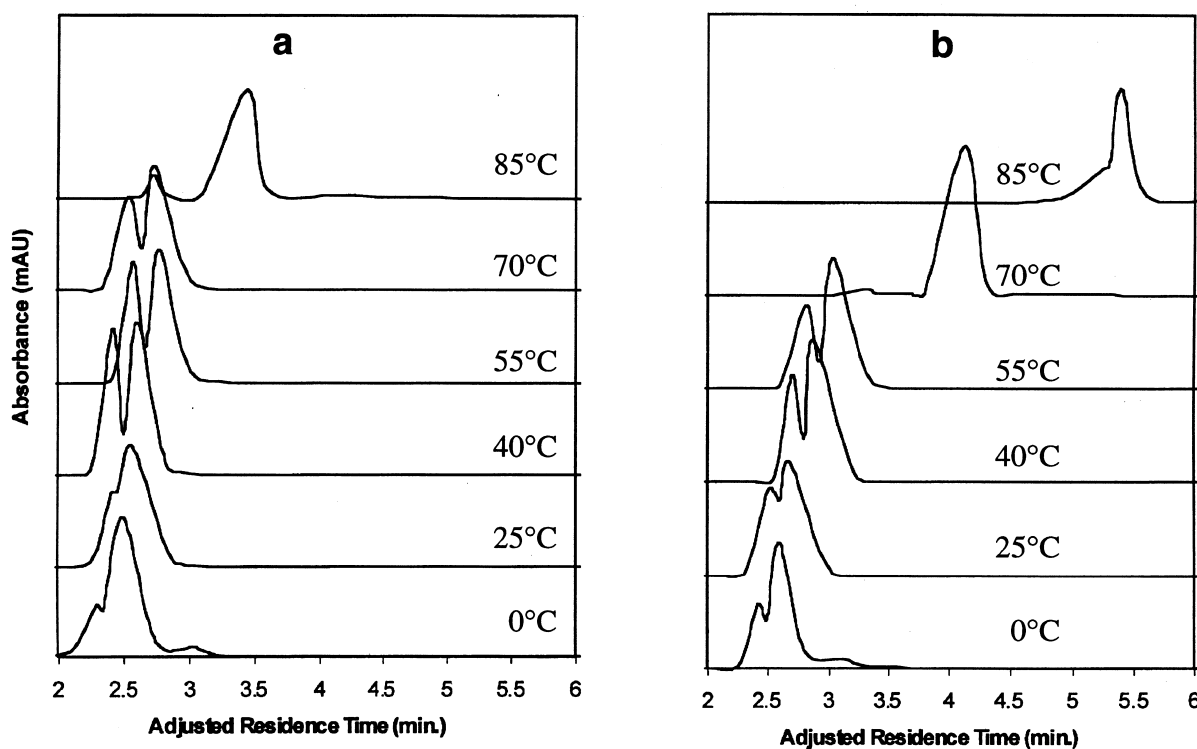 a
Absorbance (mAU)
85°C
70°C
55°C
40°C
25°C
0°C
2 2.5 3 3.5 4 4.5 5 5.5 6
Adjusted Residence Time (min.)
b
85°C
70°C
55°C
40°C
25°C
0°C
2 2.5 3 3.5 4 4.5 5 5.5 6
Adjusted Residence Time (min.)